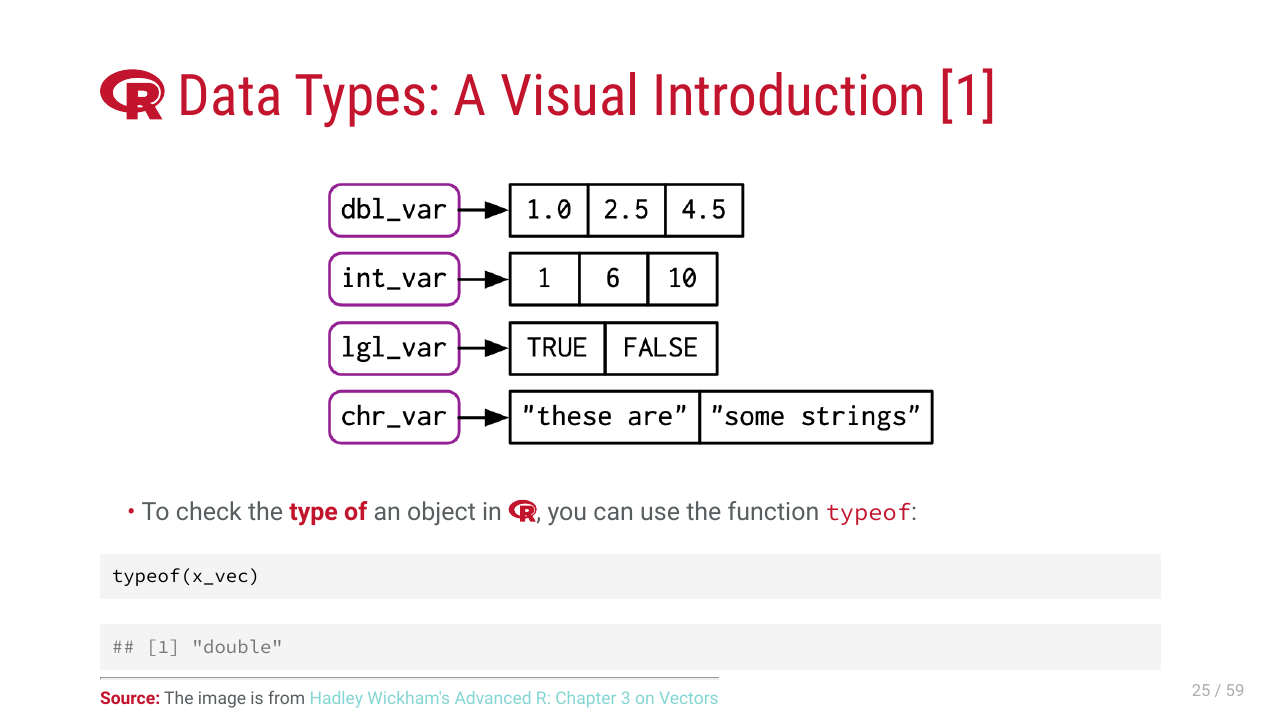 R Data Types: A Visual Introduction [1]
dbl_var 1.0 2.5 4.5
int_var 1 6 10
lgl_var TRUE FALSE
chr_var "these are" "some strings"
• To check the type of an object in R, you can use the function typeof:
typeof(x_vec)
## [1] "double"
Source: The image is from Hadley Wickham's Advanced R: Chapter 3 on Vectors
25 / 59